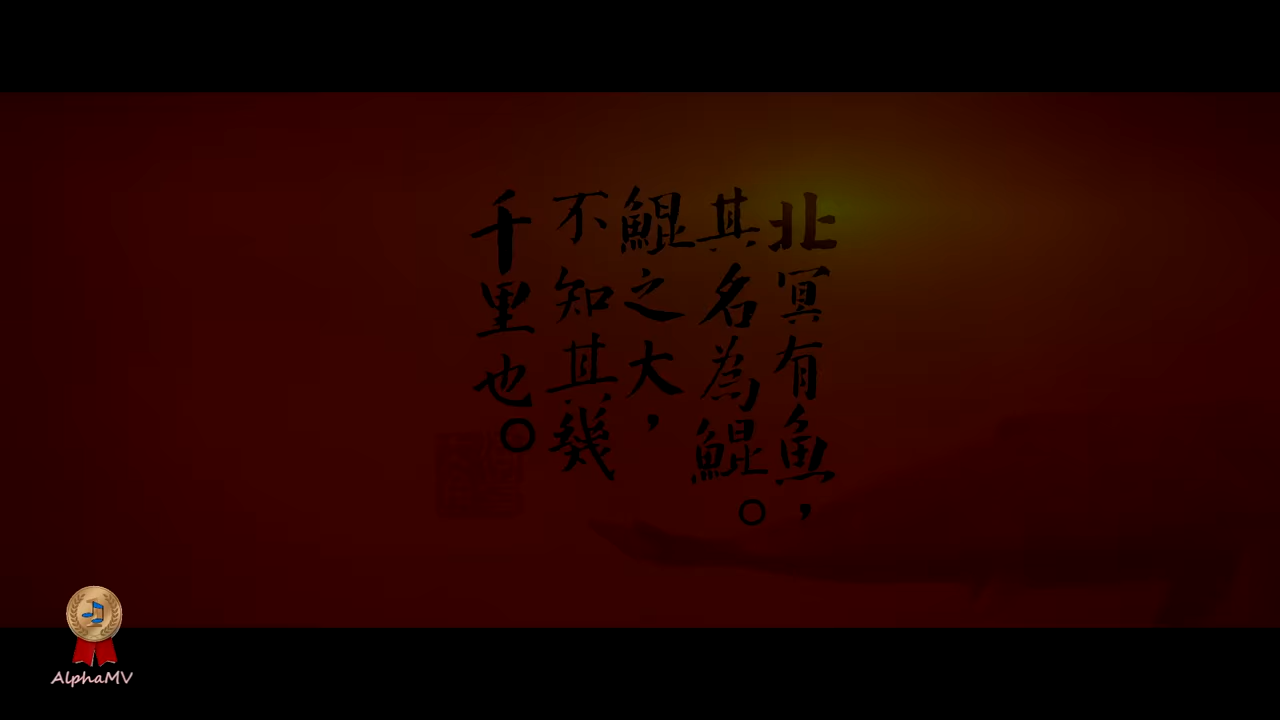 北冥有魚，
其名為鯤。
鯤之大，
不知其幾
千里也。
AlphaMV